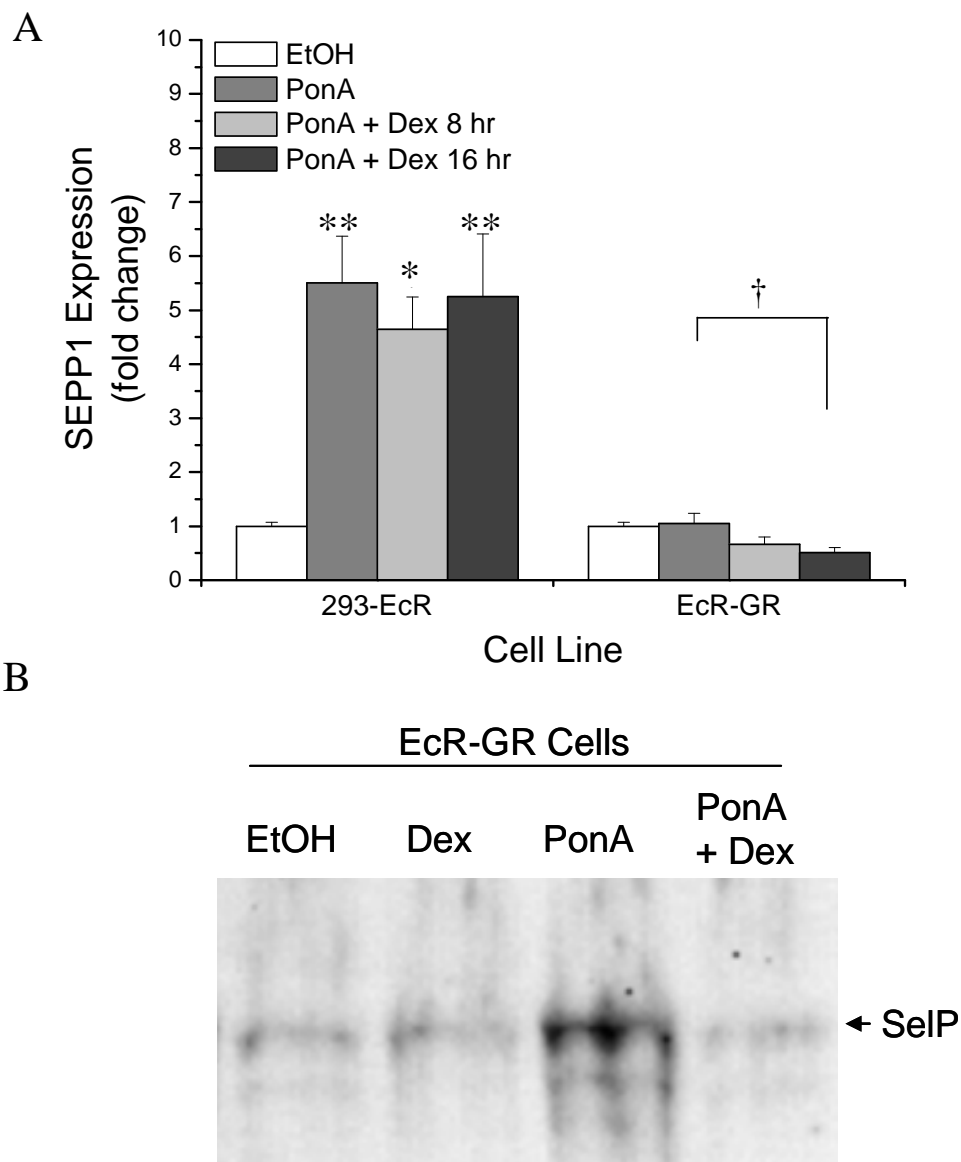 A
10
9
8
7
6
5
4
3
2
1
0
SEPP1 Expression
(fold change)
EtOH
PonA
PonA + Dex 8 hr
PonA + Dex 16 hr
**
*
**
†
293-EcR
EcR-GR
Cell Line
B
EcR-GR Cells
EtOH
Dex
PonA
PonA
+ Dex
SelP